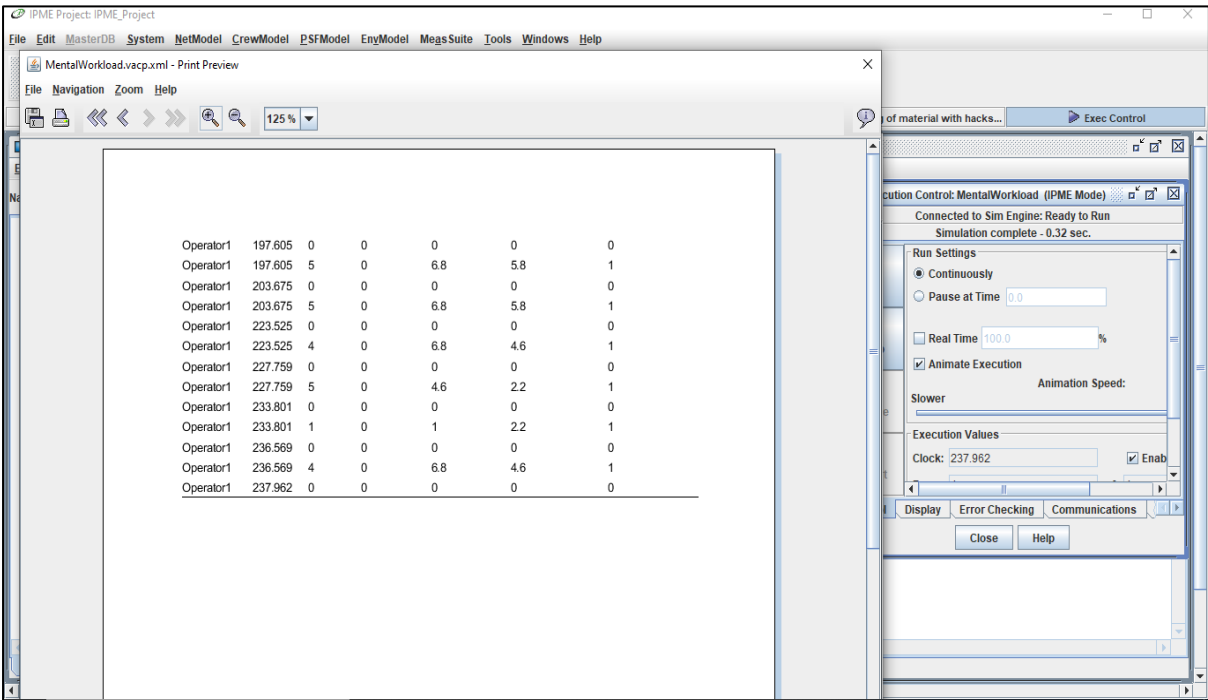 IPME Project: IPME_Project
File Edit MasterDB System NetModel CrewModel PSFModel EnvModel MeasSuite Tools Windows Help
MentalWorkload.vacp.xml - Print Preview
File Navigation Zoom Help
125 %
of material with hacks... Exec Control
Operator1 197.605 0 0 0 0 0
Operator1 197.605 5 0 6.8 5.8 1
Operator1 203.675 0 0 0 0 0
Operator1 203.675 5 0 6.8 5.8 1
Operator1 223.525 0 0 0 0 0
Operator1 223.525 4 0 6.8 4.6 1
Operator1 227.759 0 0 0 0 0
Operator1 227.759 5 0 4.6 2.2 1
Operator1 233.801 0 0 0 0 0
Operator1 233.801 1 0 1 2.2 1
Operator1 236.569 0 0 0 0 0
Operator1 236.569 4 0 6.8 4.6 1
Operator1 237.962 0 0 0 0 0
Na
cution Control: MentalWorkload (IPME Mode)
Connected to Sim Engine: Ready to Run
Simulation complete - 0.32 sec.
Run Settings
Continuously
Pause at Time 0.0
Real Time 100.0 %
Animate Execution
Animation Speed:
Slower
Execution Values
Clock: 237.962 Enab
Display Error Checking Communications
Close Help